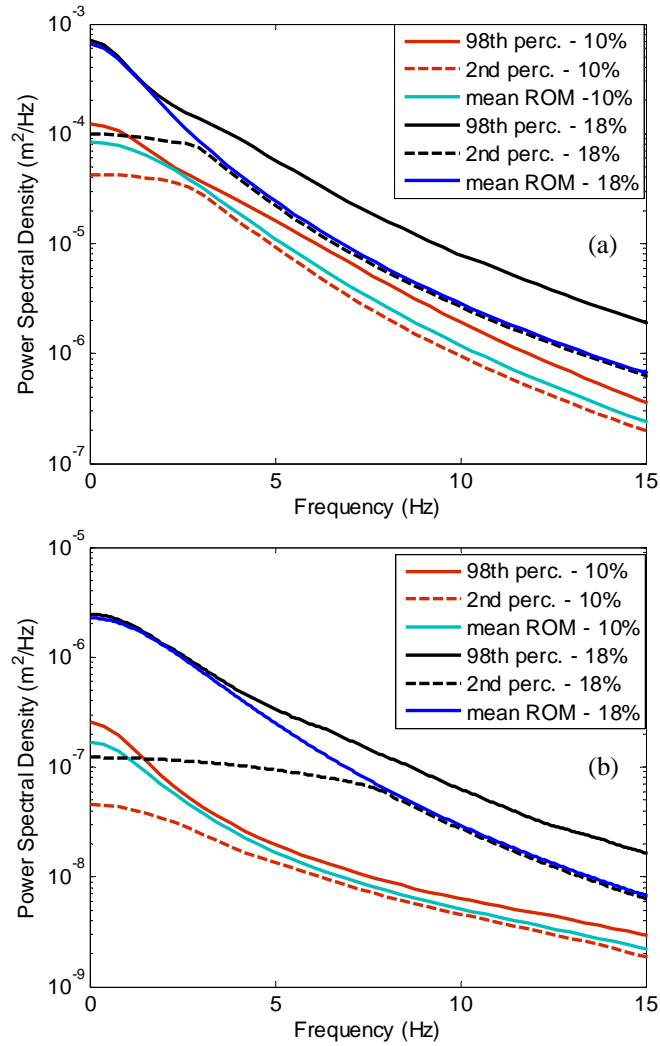 10^-3
10^-4
10^-5
10^-6
10^-7
Power Spectral Density (m^2/Hz)
98th perc. - 10%
2nd perc. - 10%
mean ROM -10%
98th perc. - 18%
2nd perc. - 18%
mean ROM - 18%
(a)
0 5 10 15
Frequency (Hz)
10^-5
10^-6
10^-7
10^-8
10^-9
Power Spectral Density (m^2/Hz)
98th perc. - 10%
2nd perc. - 10%
mean ROM - 10%
98th perc. - 18%
2nd perc. - 18%
mean ROM - 18%
(b)
0 5 10 15
Frequency (Hz)